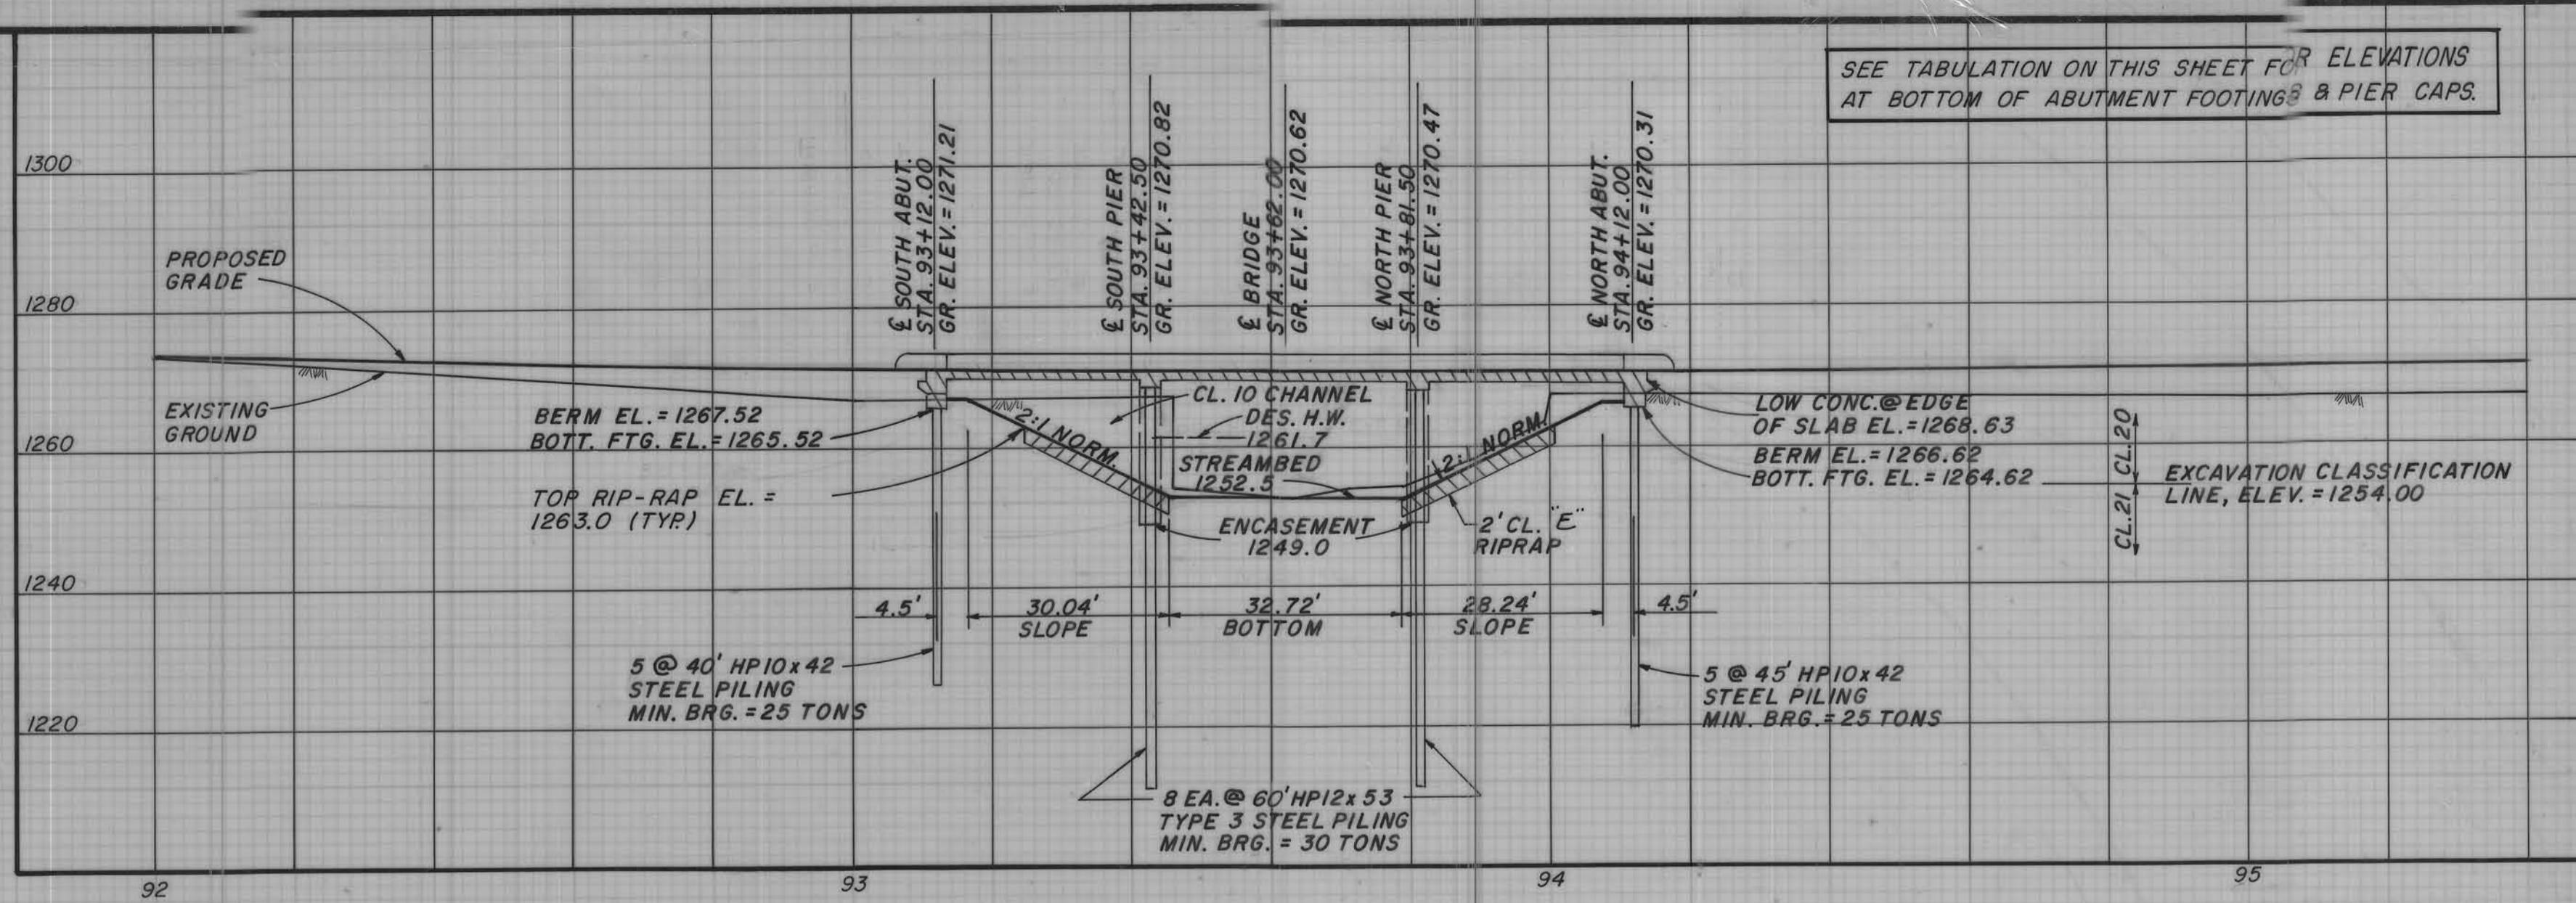 SEE TABULATION ON THIS SHEET FOR ELEVATIONS
AT BOTTOM OF ABUTMENT FOOTINGS & PIER CAPS.
℄ SOUTH ABUT.
STA. 93+12.00
GR. ELEV. = 1271.21
℄ SOUTH PIER
STA. 93+42.50
GR. ELEV. = 1270.82
℄ BRIDGE
STA. 93+62.00
GR. ELEV. = 1270.62
℄ NORTH PIER
STA. 93+81.50
GR. ELEV. = 1270.47
℄ NORTH ABUT.
STA. 94+12.00
GR. ELEV. = 1270.31
1300
1280
1260
1240
1220
PROPOSED
GRADE
EXISTING
GROUND
BERM EL. = 1267.52
BOTT. FTG. EL. = 1265.52
TOP RIP-RAP EL. =
1263.0 (TYP.)
2:1 NORM.
CL. 10 CHANNEL
DES. H.W.
1261.7
STREAMBED
1252.5
ENCASEMENT
1249.0
2:1 NORM.
2' CL. "E"
RIPRAP
LOW CONC. @ EDGE
OF SLAB EL. = 1268.63
BERM EL. = 1266.62
BOTT. FTG. EL. = 1264.62
CL. 20
CL. 21
EXCAVATION CLASSIFICATION
LINE, ELEV. = 1254.00
4.5'
30.04'
SLOPE
32.72'
BOTTOM
28.24'
SLOPE
4.5'
5 @ 40' HP10x42
STEEL PILING
MIN. BRG. = 25 TONS
8 EA. @ 60' HP12x53
TYPE 3 STEEL PILING
MIN. BRG. = 30 TONS
5 @ 45' HP10x42
STEEL PILING
MIN. BRG. = 25 TONS
92
93
94
95